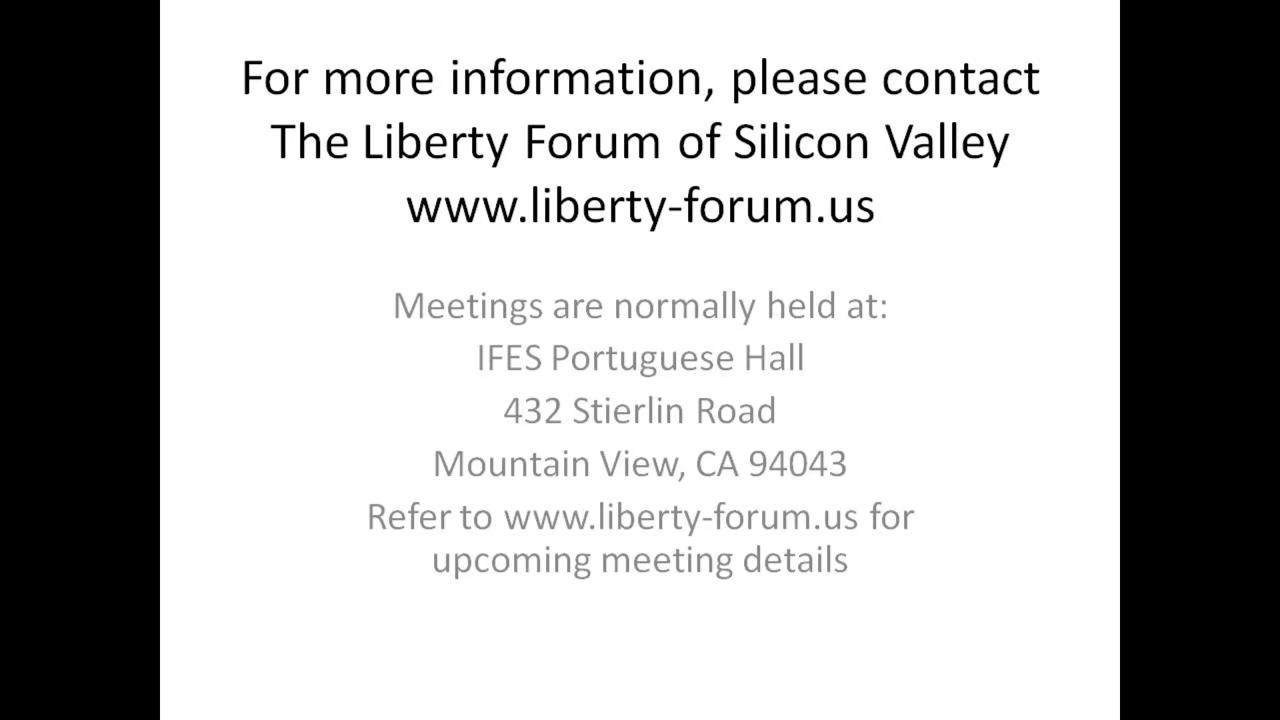 For more information, please contact
The Liberty Forum of Silicon Valley
www.liberty-forum.us
Meetings are normally held at:
IFES Portuguese Hall
432 Stierlin Road
Mountain View, CA 94043
Refer to www.liberty-forum.us for
upcoming meeting details